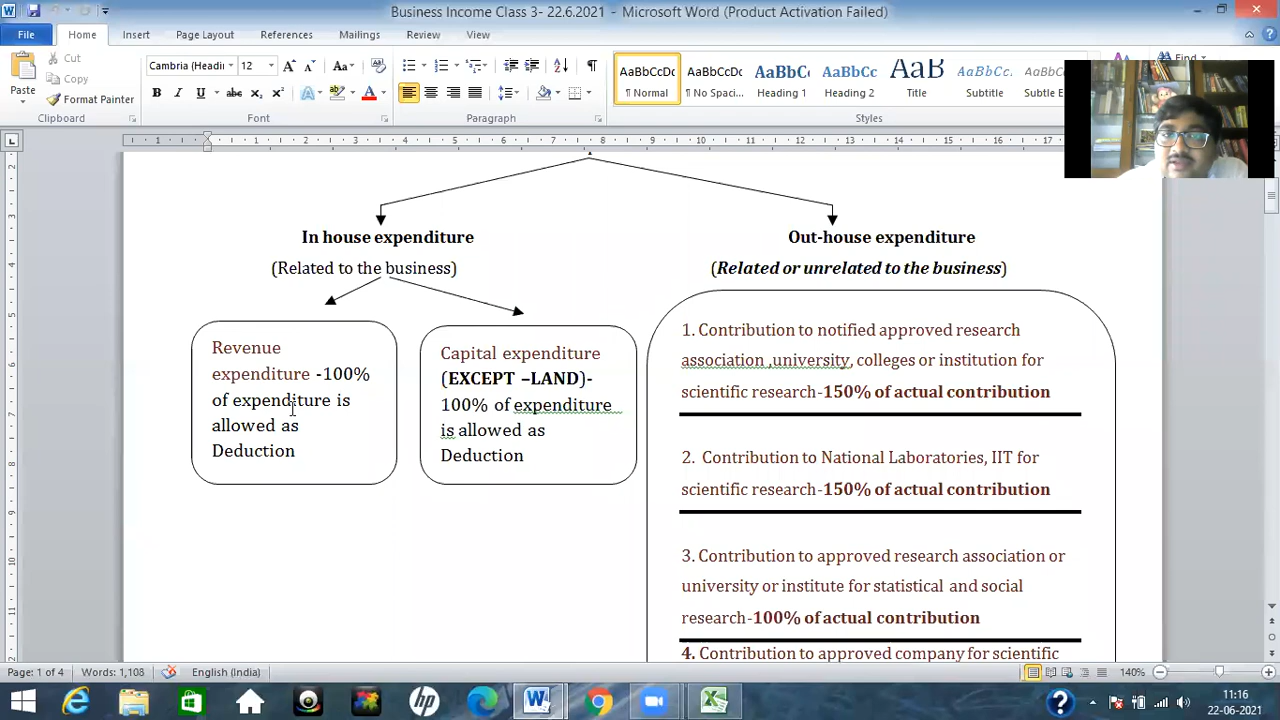 Business Income Class 3- 22.6.2021 - Microsoft Word (Product Activation Failed)
File Home Insert Page Layout References Mailings Review View
Paste
Cut
Copy
Format Painter
Clipboard
Cambria (Headi 12
Font
Paragraph
AaBbCcDc AaBbCcDc AaBbC AaBbCc AaB AaBbCcL AaBbCcD
¶ Normal ¶ No Spaci... Heading 1 Heading 2 Title Subtitle Subtle E
Styles
Find
In house expenditure
(Related to the business)
Out-house expenditure
(Related or unrelated to the business)
Revenue
expenditure -100%
of expenditure is
allowed as
Deduction
Capital expenditure
(EXCEPT –LAND)-
100% of expenditure
is allowed as
Deduction
1. Contribution to notified approved research
association ,university, colleges or institution for
scientific research-150% of actual contribution
2. Contribution to National Laboratories, IIT for
scientific research-150% of actual contribution
3. Contribution to approved research association or
university or institute for statistical and social
research-100% of actual contribution
4. Contribution to approved company for scientific
Page: 1 of 4 Words: 1,108 English (India) 140%
11:16
22-06-2021